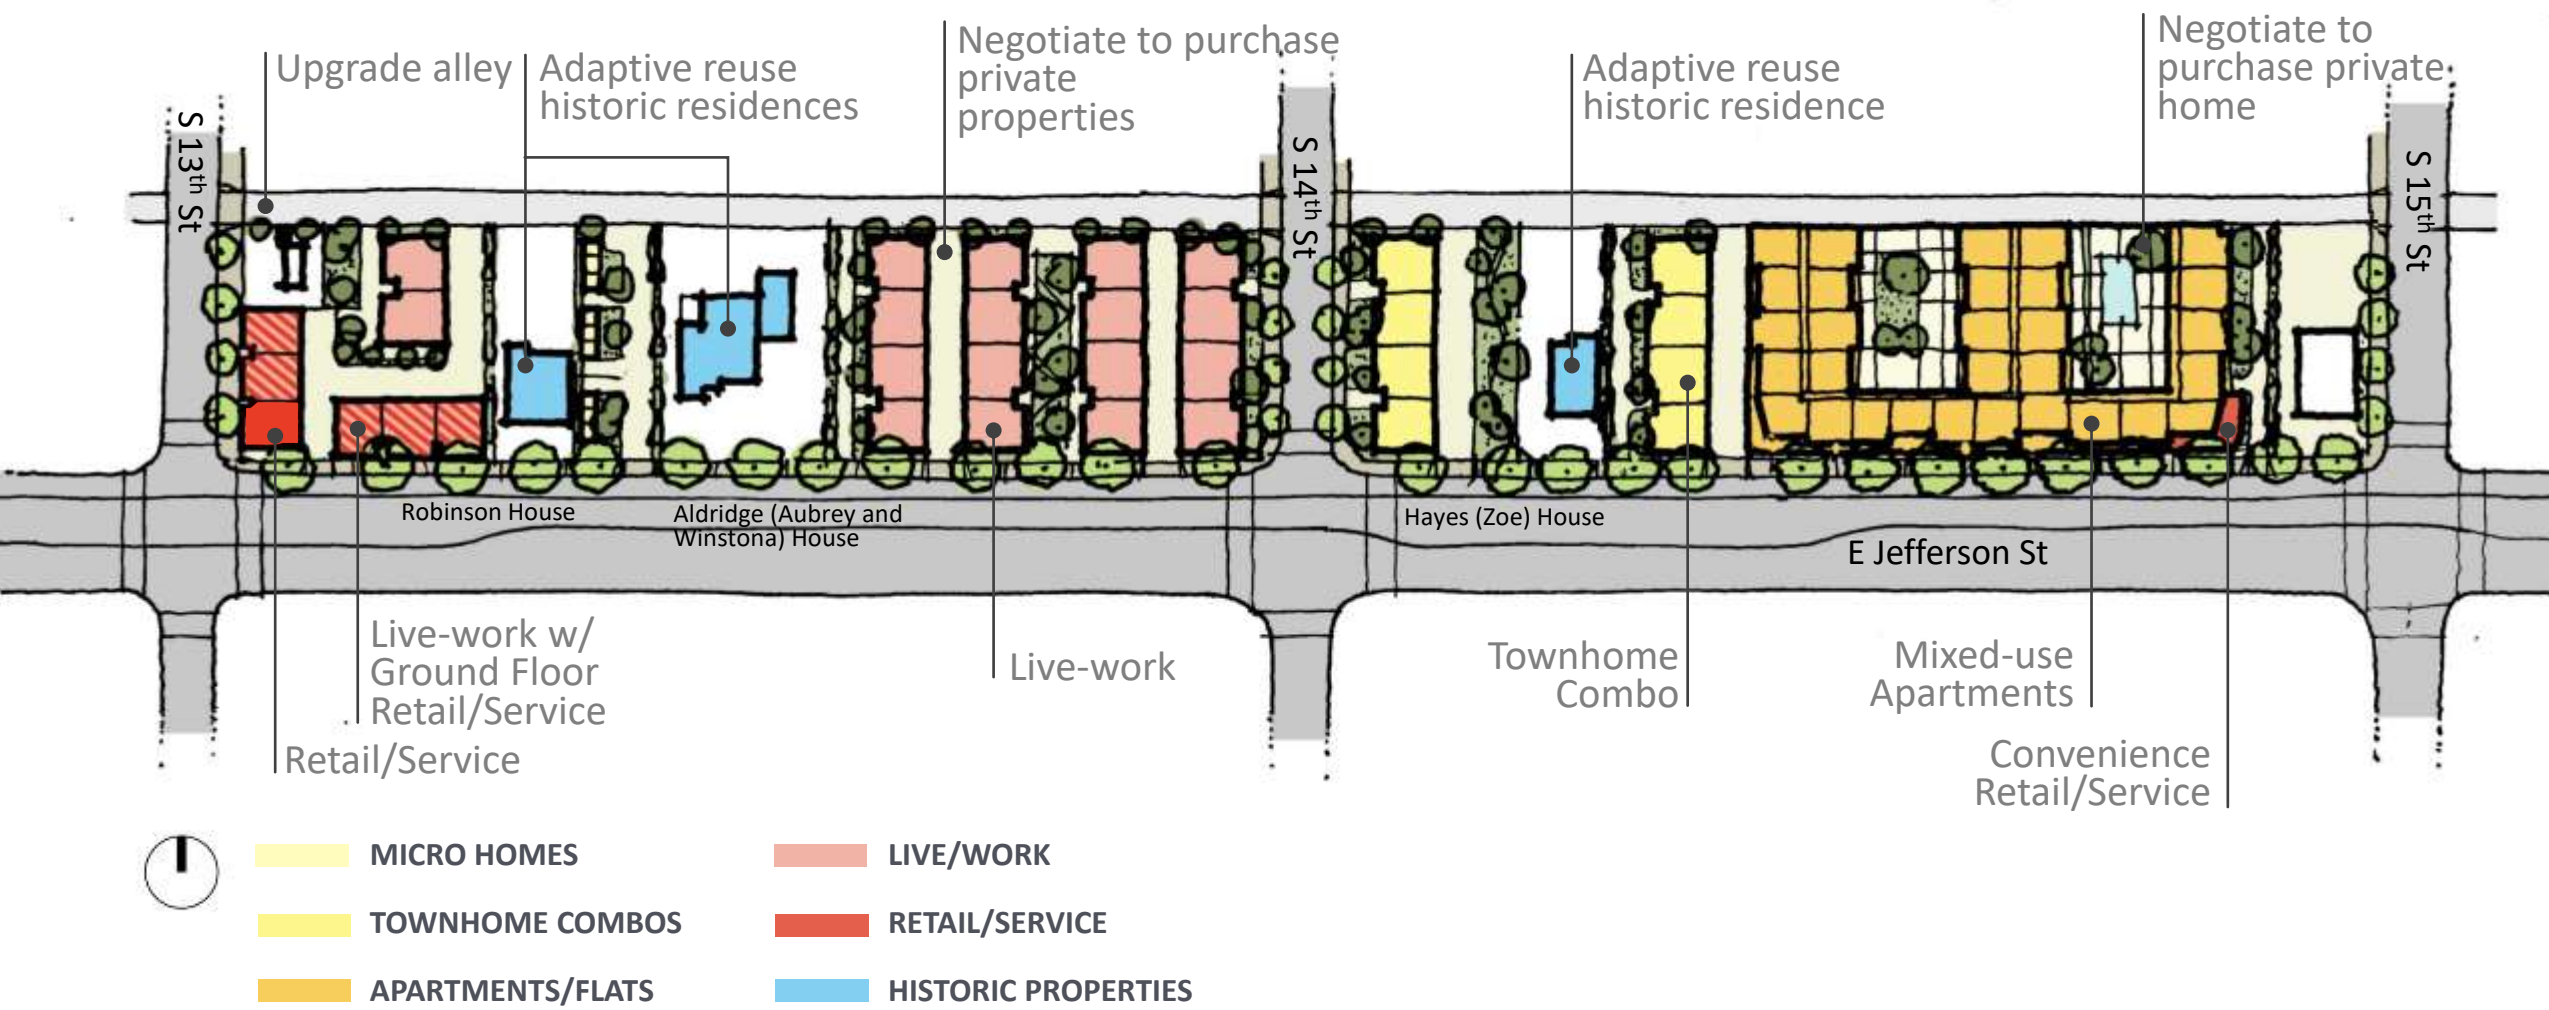 Upgrade alley
Adaptive reuse
historic residences
Negotiate to purchase
private
properties
Adaptive reuse
historic residence
Negotiate to
purchase private
home
S 13th St
S 14th St
S 15th St
Robinson House
Aldridge (Aubrey and
Winstona) House
Hayes (Zoe) House
E Jefferson St
Live-work w/
Ground Floor
Retail/Service
Retail/Service
Live-work
Townhome
Combo
Mixed-use
Apartments
Convenience
Retail/Service
MICRO HOMES
LIVE/WORK
TOWNHOME COMBOS
RETAIL/SERVICE
APARTMENTS/FLATS
HISTORIC PROPERTIES